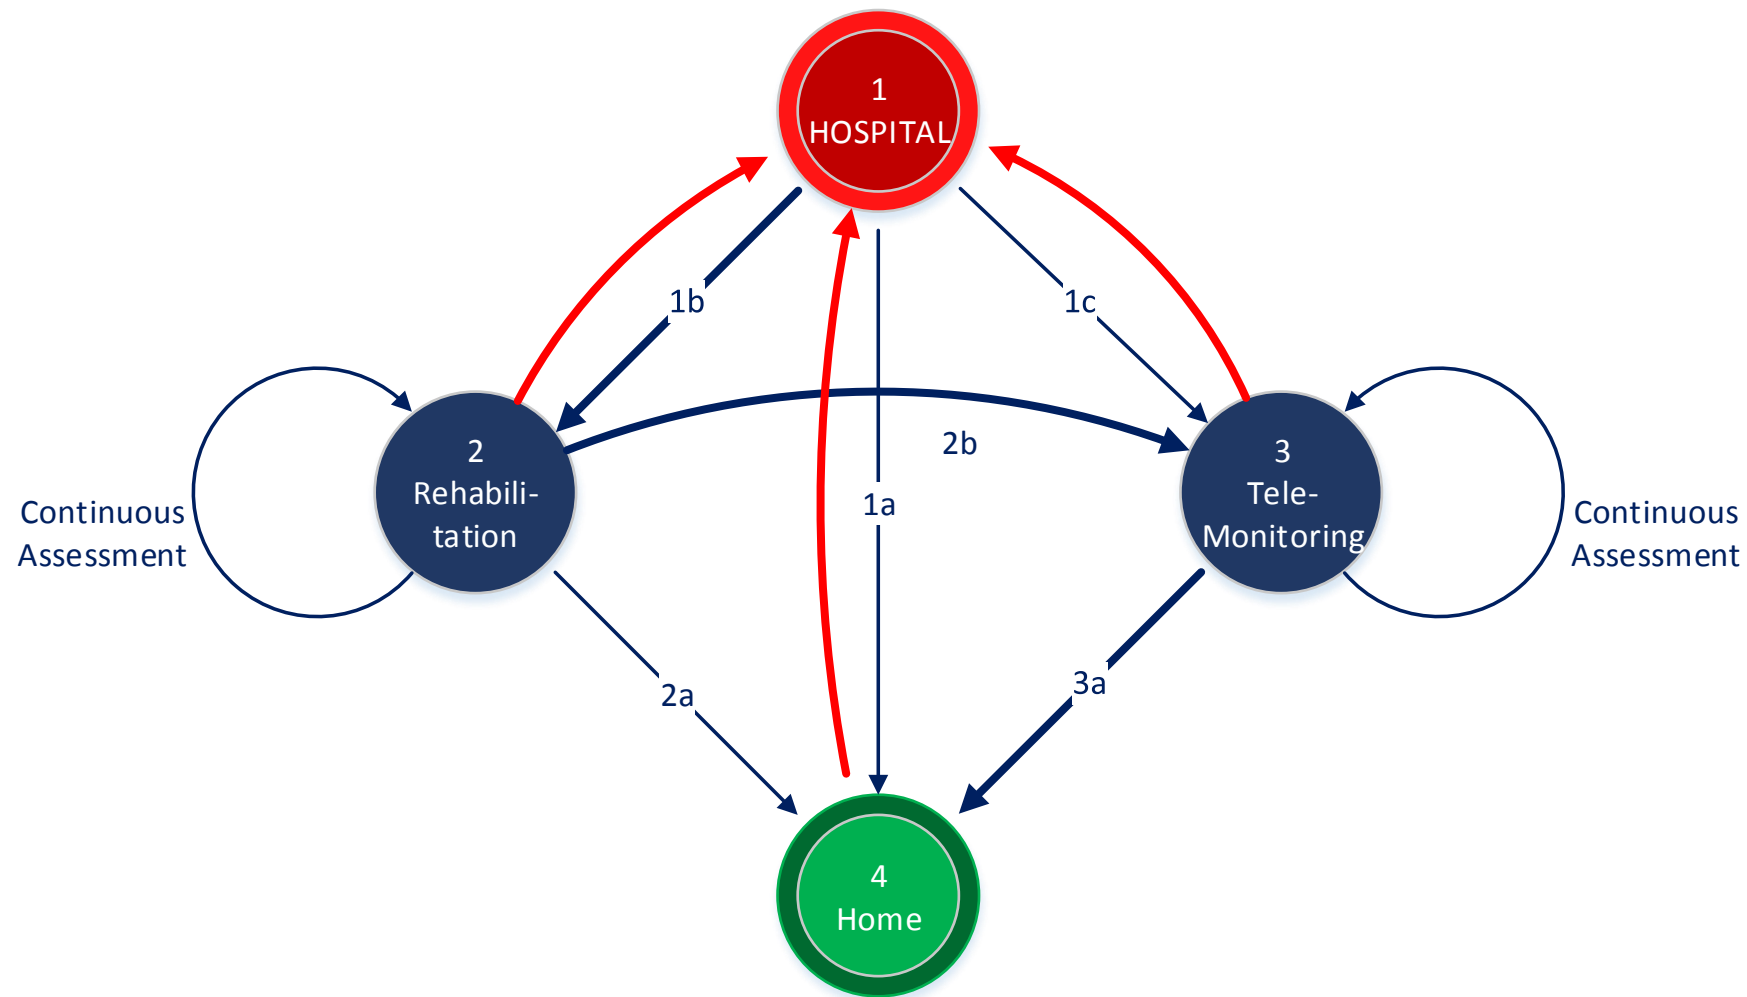 1
HOSPITAL
1b
1c
2
Rehabili-
tation
2b
3
Tele-
Monitoring
1a
Continuous
Assessment
Continuous
Assessment
2a
3a
4
Home